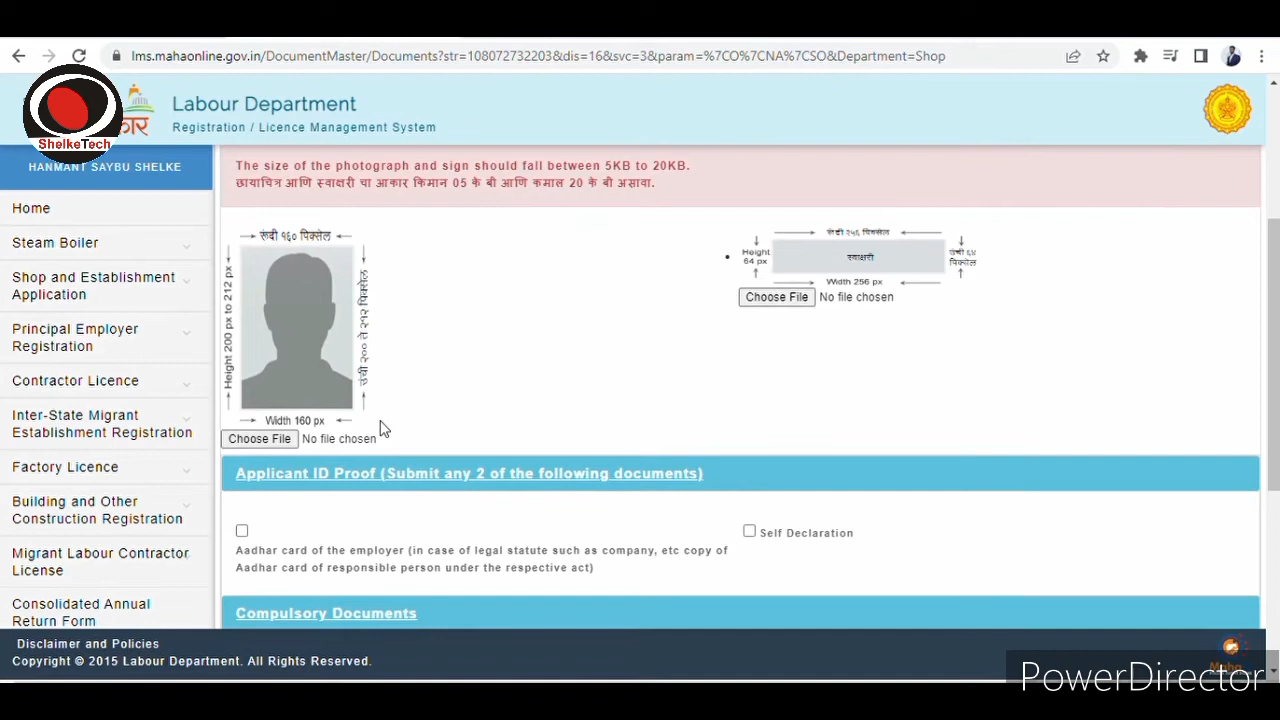 lms.mahaonline.gov.in/DocumentMaster/Documents?str=108072732203&dis=16&svc=3&param=%7CO%7CNA%7CSO&Department=Shop
कार
ShelkeTech
Labour Department
Registration / Licence Management System
HANMANT SAYBU SHELKE
Home
Steam Boiler
Shop and Establishment
Application
Principal Employer
Registration
Contractor Licence
Inter-State Migrant
Establishment Registration
Factory Licence
Building and Other
Construction Registration
Migrant Labour Contractor
License
Consolidated Annual
Return Form
The size of the photograph and sign should fall between 5KB to 20KB.
छायाचित्र आणि स्वाक्षरी चा आकार किमान 05 के बी आणि कमाल 20 के बी असावा.
रूंदी १६० पिक्सेल
Height 200 px to 212 px
उंची २०० ते २१२ पिक्सेल
Width 160 px
Choose File No file chosen
रूंदी २५६ पिक्सेल
Height
64 px
स्वाक्षरी
उंची ६४
पिक्सेल
Width 256 px
Choose File No file chosen
Applicant ID Proof (Submit any 2 of the following documents)
Aadhar card of the employer (in case of legal statute such as company, etc copy of
Aadhar card of responsible person under the respective act)
Self Declaration
Compulsory Documents
Disclaimer and Policies
Copyright © 2015 Labour Department. All Rights Reserved.
Maha
PowerDirector